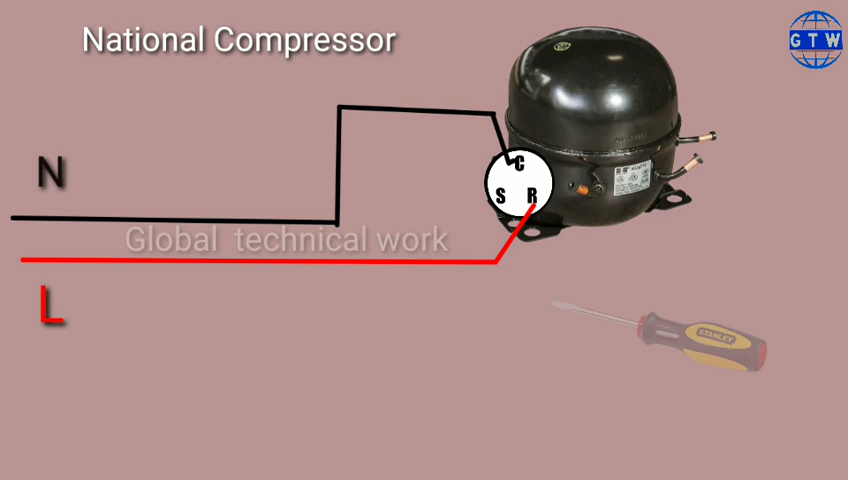 National Compressor
G T W
N
C
S R
Global technical work
L
STANLEY